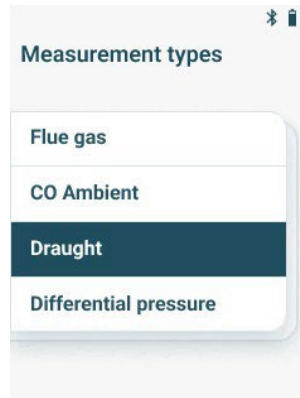 Measurement types
Flue gas
CO Ambient
Draught
Differential pressure